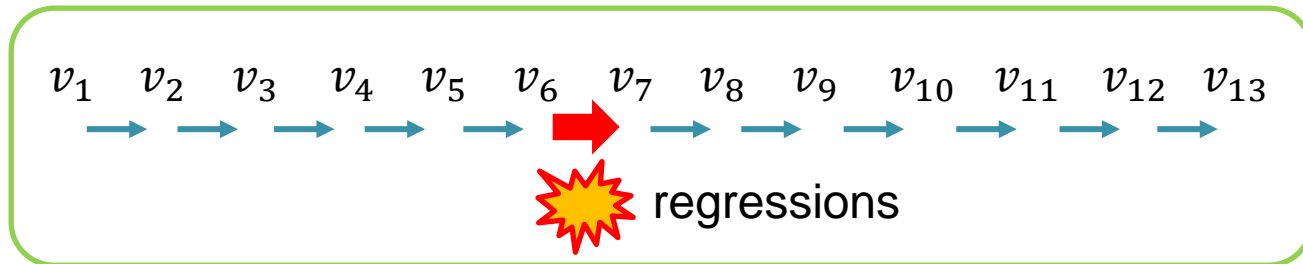 v₁ v₂ v₃ v₄ v₅ v₆ v₇ v₈ v₉ v₁₀ v₁₁ v₁₂ v₁₃
regressions